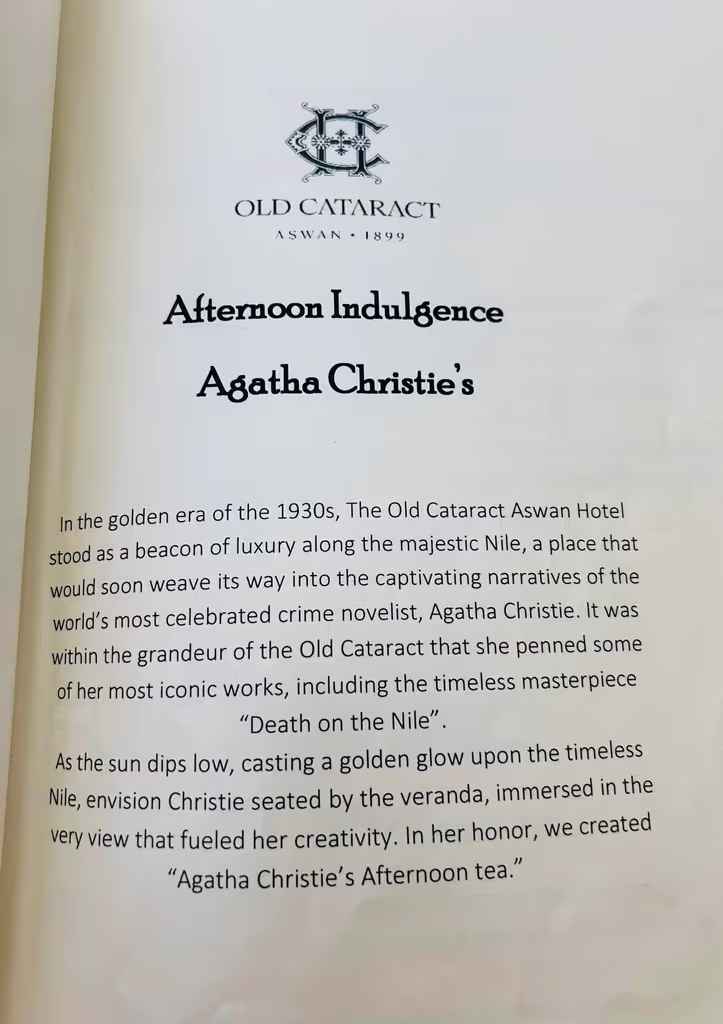 OLD CATARACT
ASWAN • 1899
Afternoon Indulgence
Agatha Christie's
In the golden era of the 1930s, The Old Cataract Aswan Hotel
stood as a beacon of luxury along the majestic Nile, a place that
would soon weave its way into the captivating narratives of the
world's most celebrated crime novelist, Agatha Christie. It was
within the grandeur of the Old Cataract that she penned some
of her most iconic works, including the timeless masterpiece
“Death on the Nile”.
As the sun dips low, casting a golden glow upon the timeless
Nile, envision Christie seated by the veranda, immersed in the
very view that fueled her creativity. In her honor, we created
“Agatha Christie's Afternoon tea.”